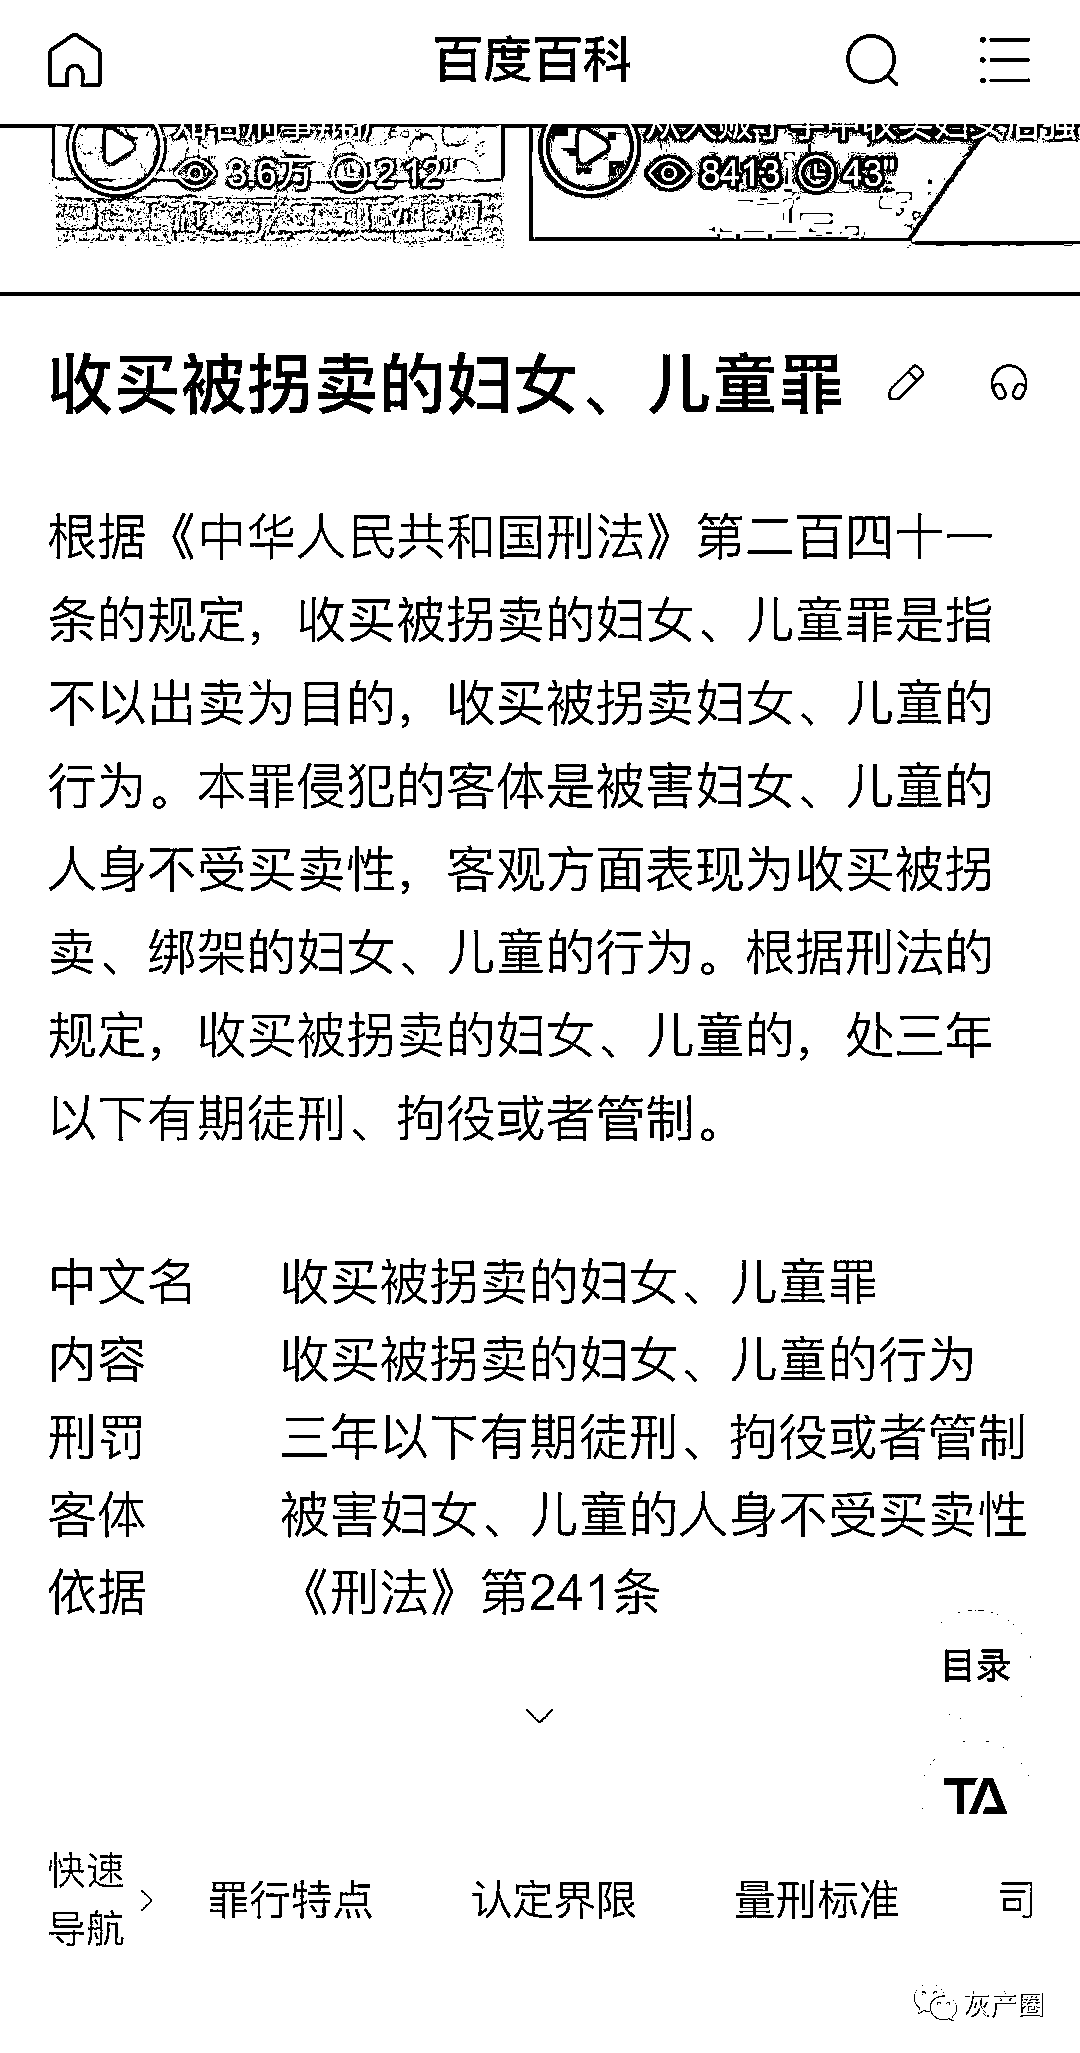 百度百科
3.6万 2'12"
8413 43"
收买被拐卖的妇女、儿童罪
根据《中华人民共和国刑法》第二百四十一
条的规定，收买被拐卖的妇女、儿童罪是指
不以出卖为目的，收买被拐卖妇女、儿童的
行为。本罪侵犯的客体是被害妇女、儿童的
人身不受买卖性，客观方面表现为收买被拐
卖、绑架的妇女、儿童的行为。根据刑法的
规定，收买被拐卖的妇女、儿童的，处三年
以下有期徒刑、拘役或者管制。
中文名 收买被拐卖的妇女、儿童罪
内容 收买被拐卖的妇女、儿童的行为
刑罚 三年以下有期徒刑、拘役或者管制
客体 被害妇女、儿童的人身不受买卖性
依据 《刑法》第241条
目录
TA
快速
导航 罪行特点 认定界限 量刑标准 司
灰产圈